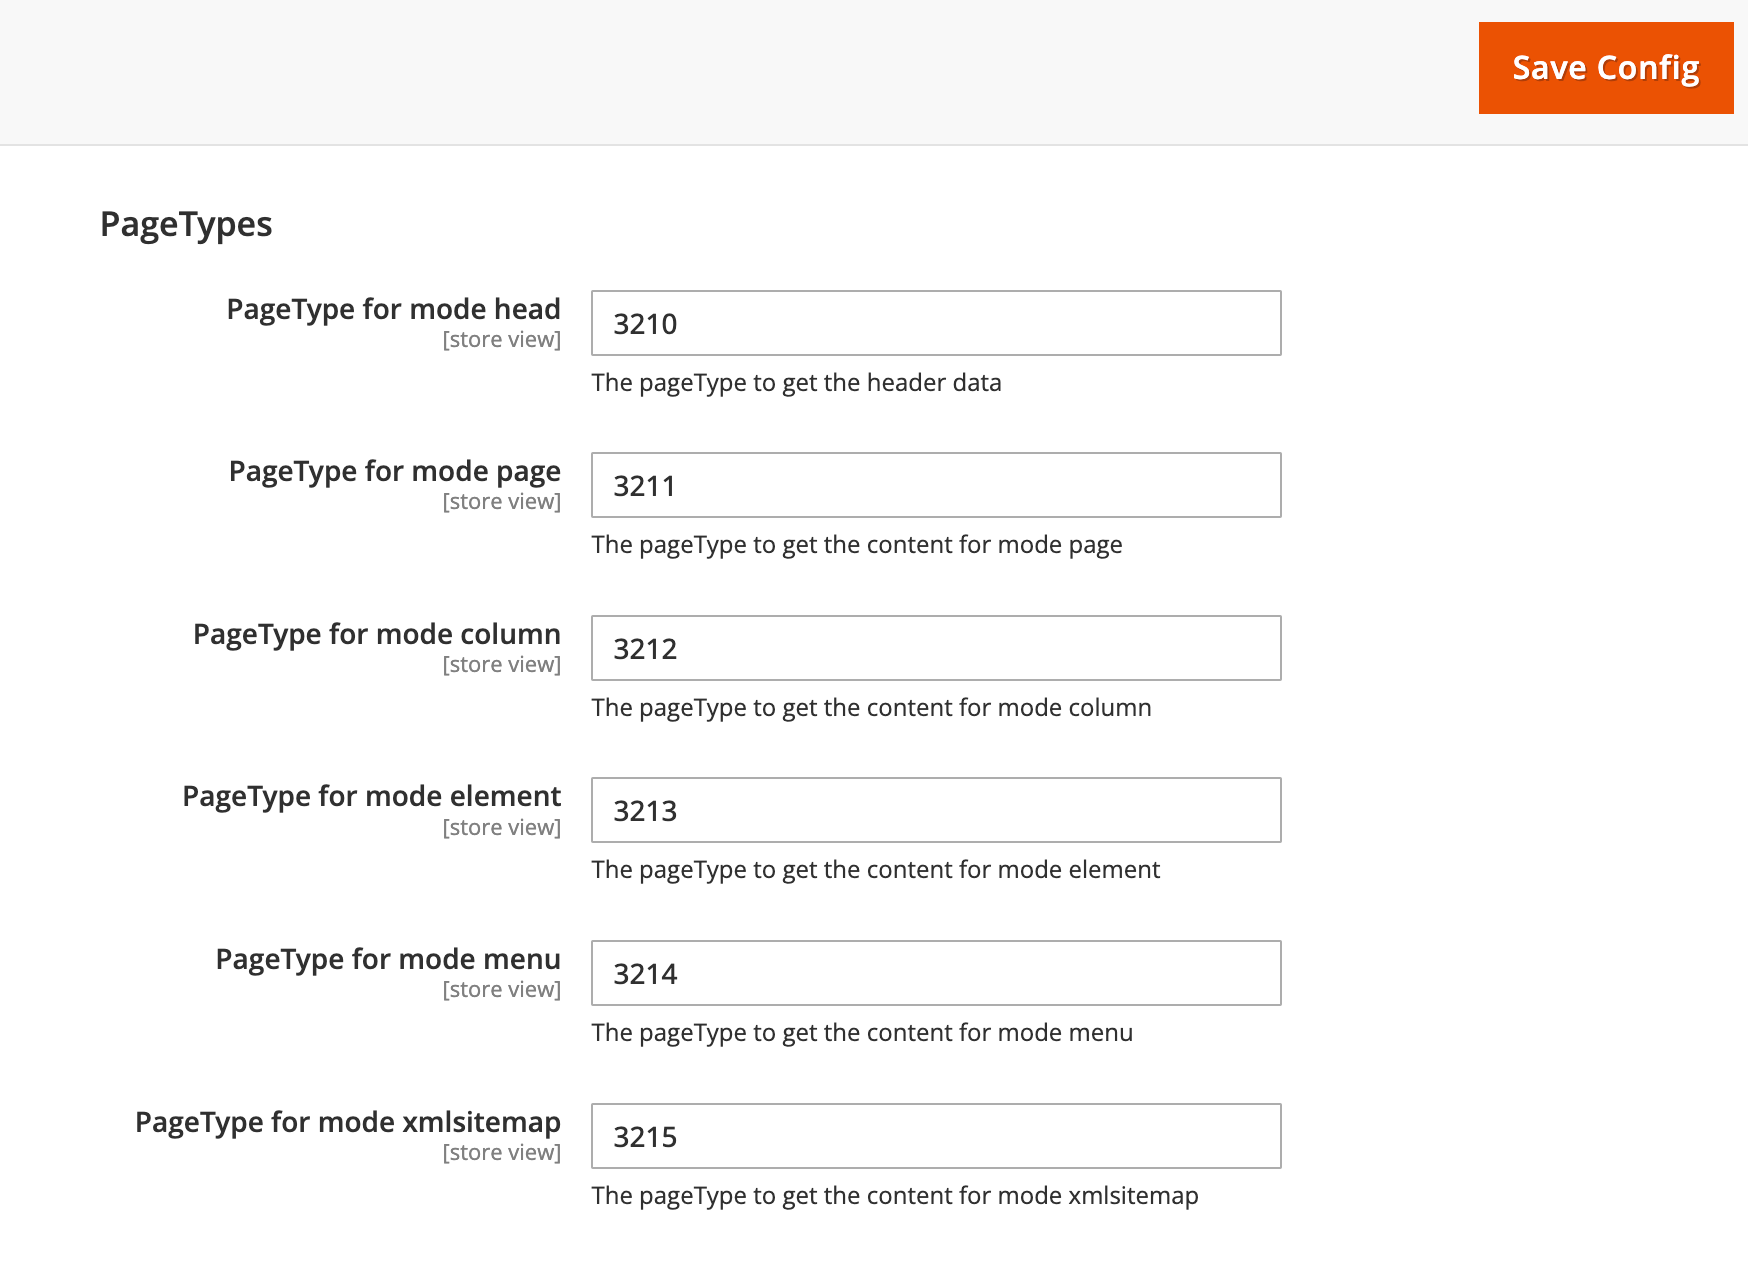 Save Config
PageTypes
PageType for mode head
[store view]
3210
The pageType to get the header data
PageType for mode page
[store view]
3211
The pageType to get the content for mode page
PageType for mode column
[store view]
3212
The pageType to get the content for mode column
PageType for mode element
[store view]
3213
The pageType to get the content for mode element
PageType for mode menu
[store view]
3214
The pageType to get the content for mode menu
PageType for mode xmlsitemap
[store view]
3215
The pageType to get the content for mode xmlsitemap